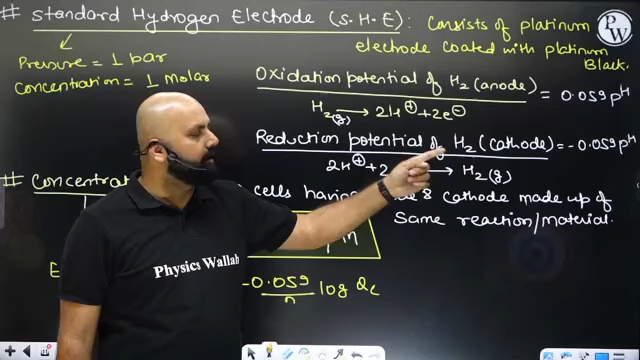 # Standard Hydrogen Electrode (S.H.E) : Consists of platinum
electrode coated with platinum
Black.
Pressure = 1 bar
Concentration = 1 Molar
Oxidation potential of H2 (anode) = 0.059 pH
H2(g) ⟶ 2H⊕ + 2e⊖
Reduction potential of H2 (cathode) = -0.059 pH
2H⊕ + 2 ⟶ H2(g)
# Concent
cells having & Cathode made up of
Same reaction/material.
E
-0.059/n log Qc
Physics Wallah
PW